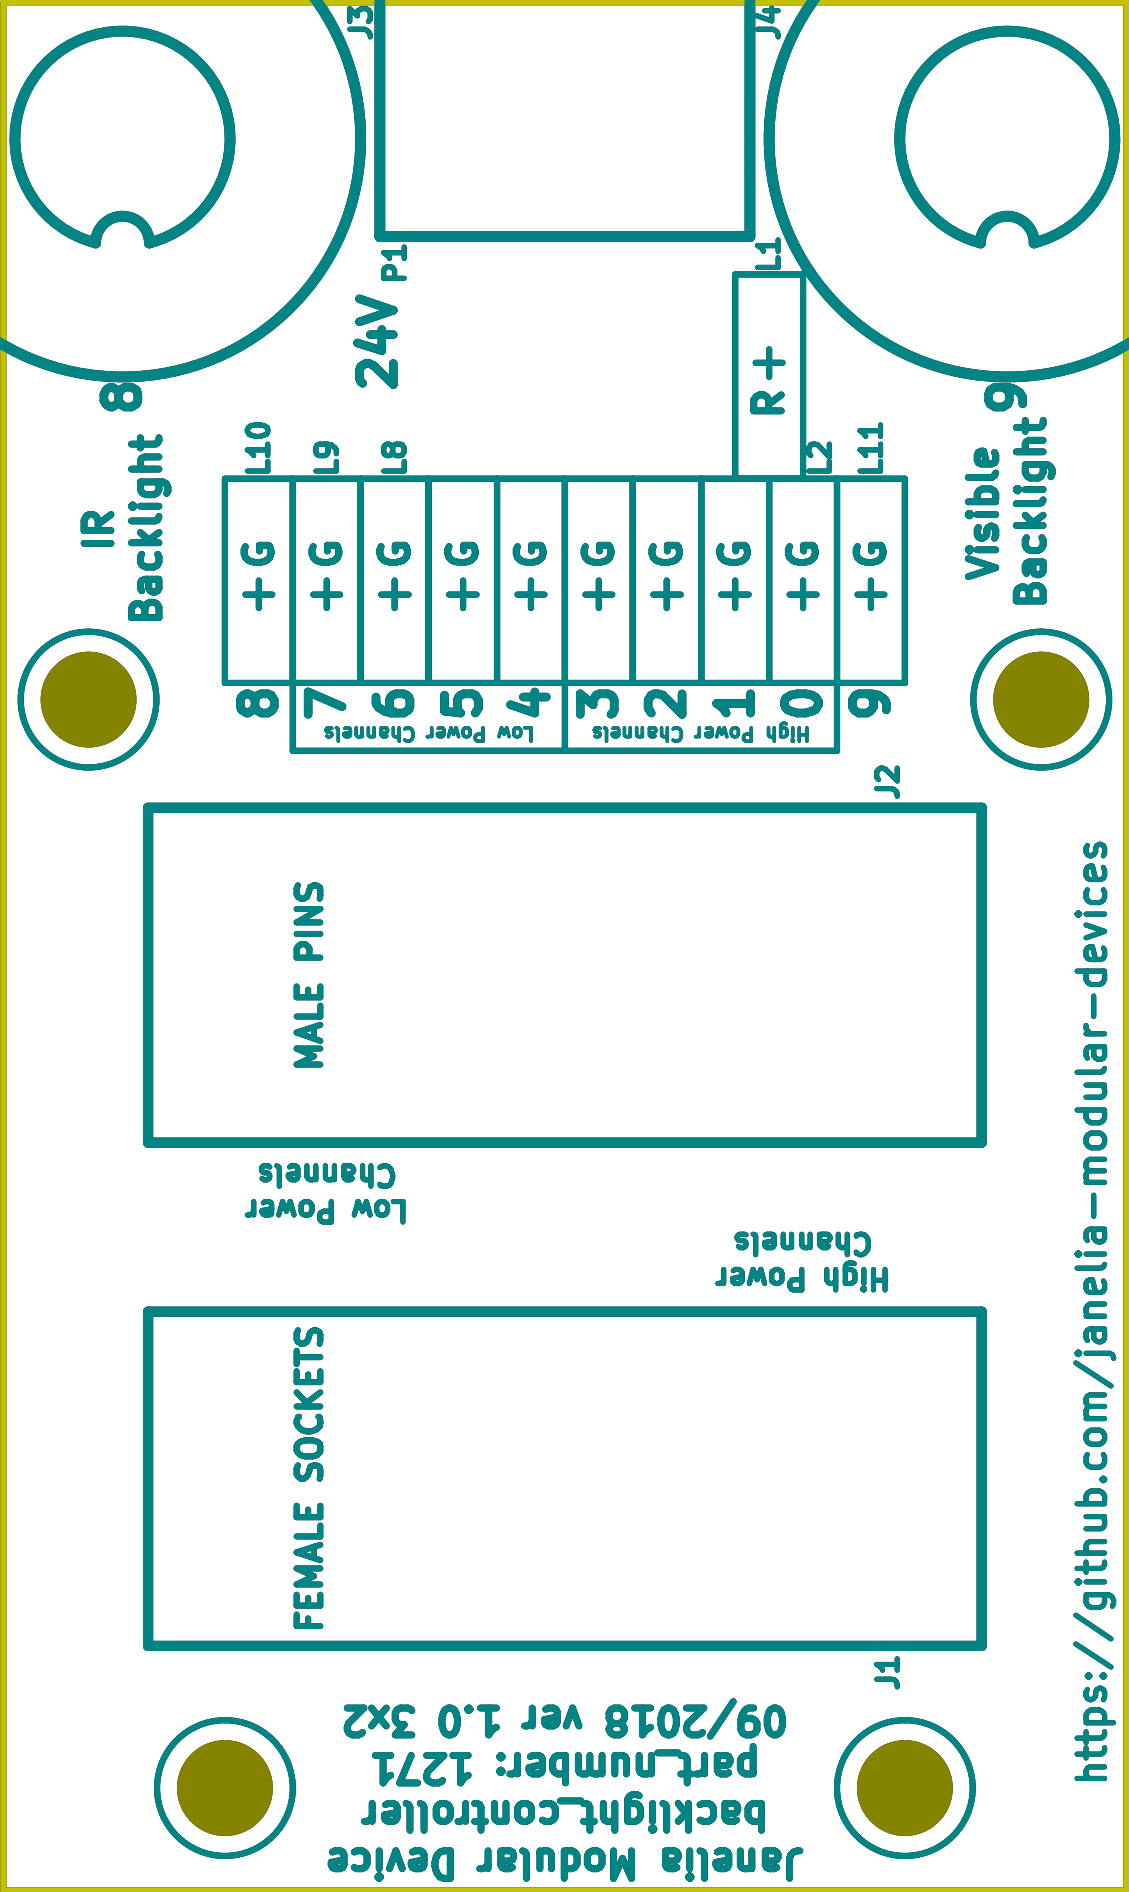 J3
J4
P1
24V
L1
R+
8
9
IR
Backlight
Visible
Backlight
L10
L9
L8
L2
L11
+G
+G
+G
+G
+G
+G
+G
+G
+G
+G
8
7
6
5
4
3
2
1
0
9
Low Power Channels
High Power Channels
J2
MALE PINS
Low Power
Channels
High Power
Channels
FEMALE SOCKETS
J1
https://github.com/janelia-modular-devices
Janelia Modular Device
backlight_controller
part_number: 1271
09/2018 ver 1.0 3x2